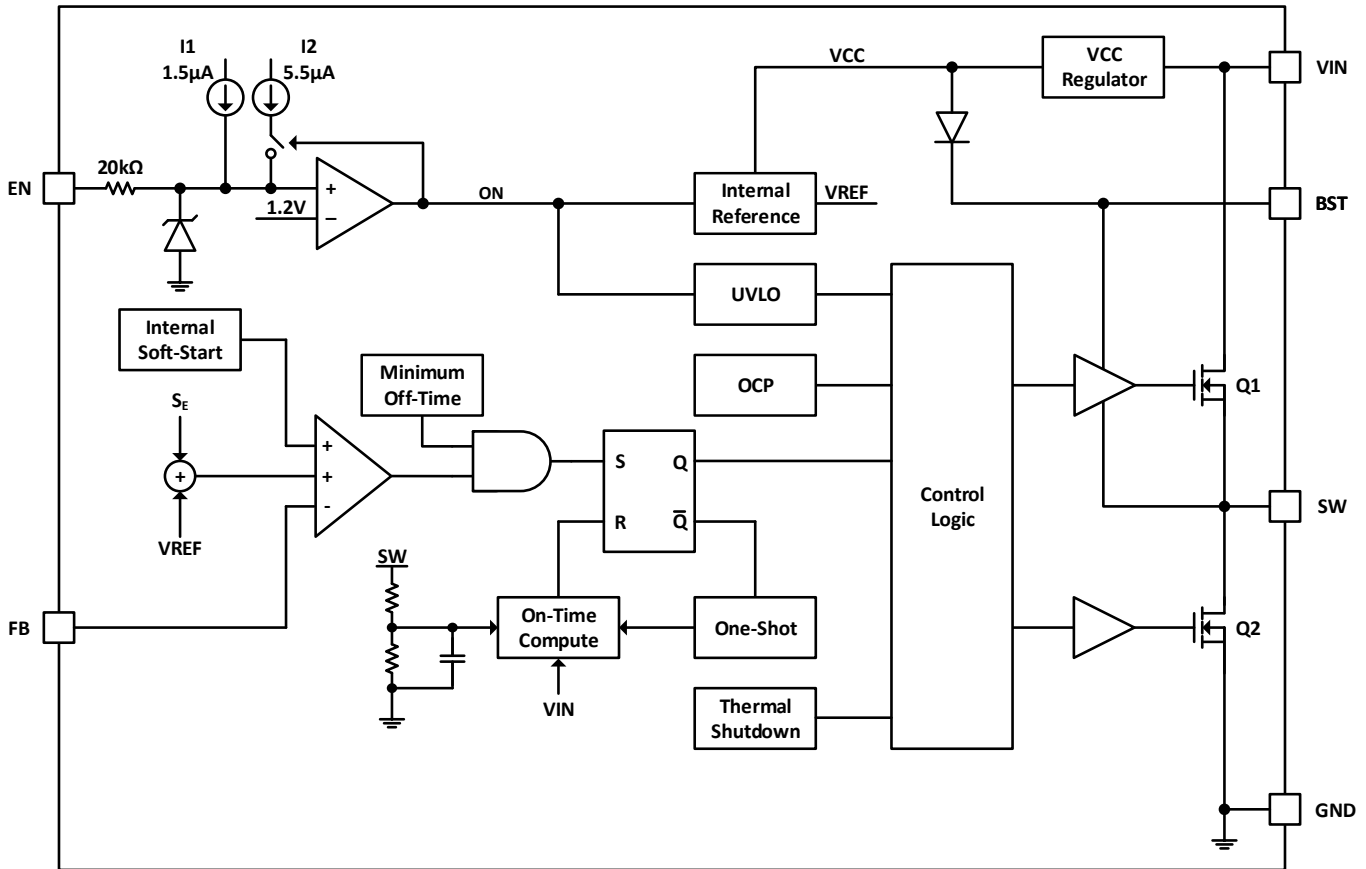 I1
1.5µA
I2
5.5µA
VCC
VCC
Regulator
VIN
20kΩ
EN
+
1.2V
−
ON
Internal
Reference
VREF
BST
UVLO
Internal
Soft-Start
Minimum
Off-Time
OCP
Q1
SE
+
+
+
-
S
Q
R
Q̅
Control
Logic
SW
VREF
SW
FB
On-Time
Compute
One-Shot
Q2
VIN
Thermal
Shutdown
GND